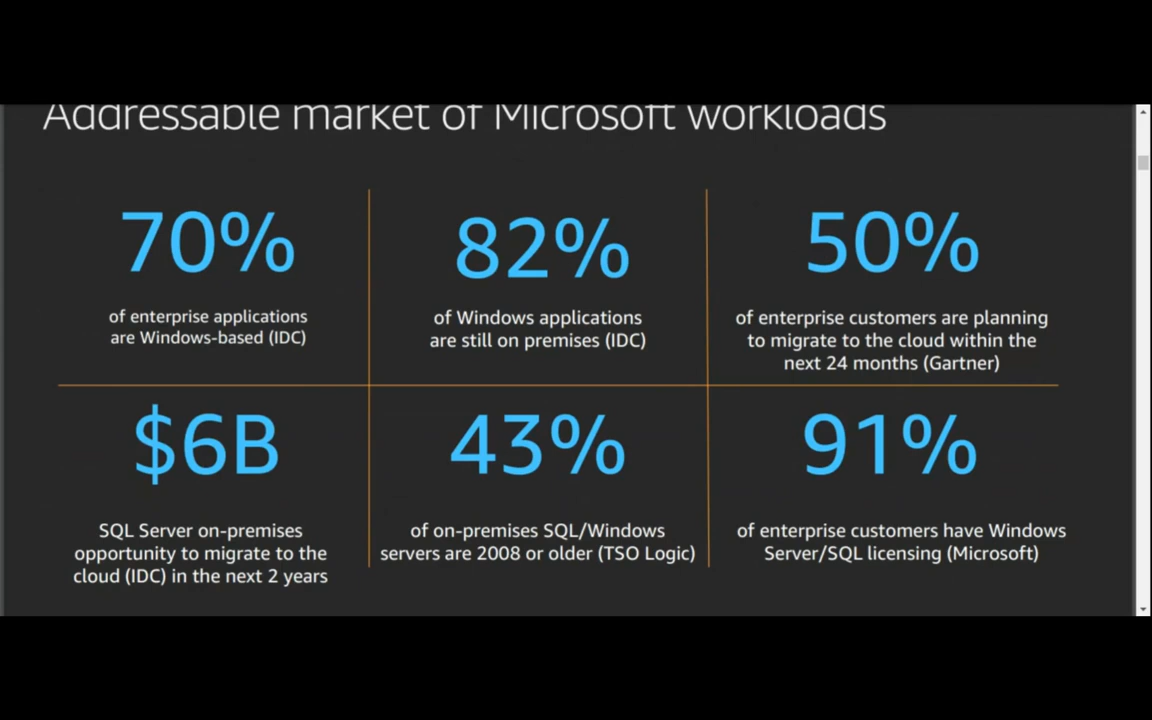 Addressable market of Microsoft workloads
70%
of enterprise applications
are Windows-based (IDC)
82%
of Windows applications
are still on premises (IDC)
50%
of enterprise customers are planning
to migrate to the cloud within the
next 24 months (Gartner)
$6B
SQL Server on-premises
opportunity to migrate to the
cloud (IDC) in the next 2 years
43%
of on-premises SQL/Windows
servers are 2008 or older (TSO Logic)
91%
of enterprise customers have Windows
Server/SQL licensing (Microsoft)